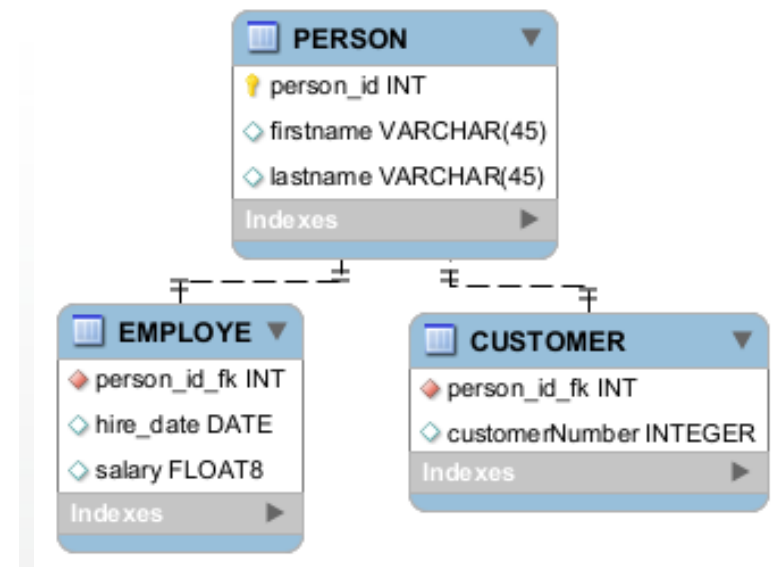 PERSON
person_id INT
firstname VARCHAR(45)
lastname VARCHAR(45)
Indexes
EMPLOYE
person_id_fk INT
hire_date DATE
salary FLOAT8
Indexes
CUSTOMER
person_id_fk INT
customerNumber INTEGER
Indexes